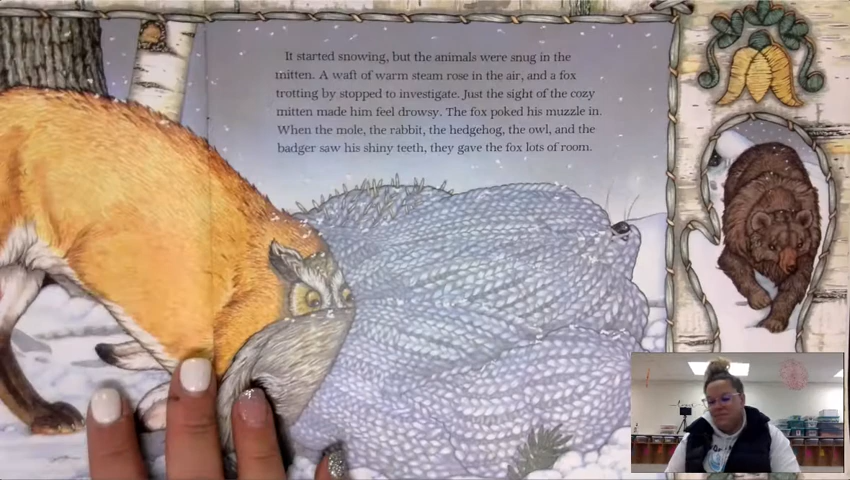 It started snowing, but the animals were snug in the
mitten. A waft of warm steam rose in the air, and a fox
trotting by stopped to investigate. Just the sight of the cozy
mitten made him feel drowsy. The fox poked his muzzle in.
When the mole, the rabbit, the hedgehog, the owl, and the
badger saw his shiny teeth, they gave the fox lots of room.